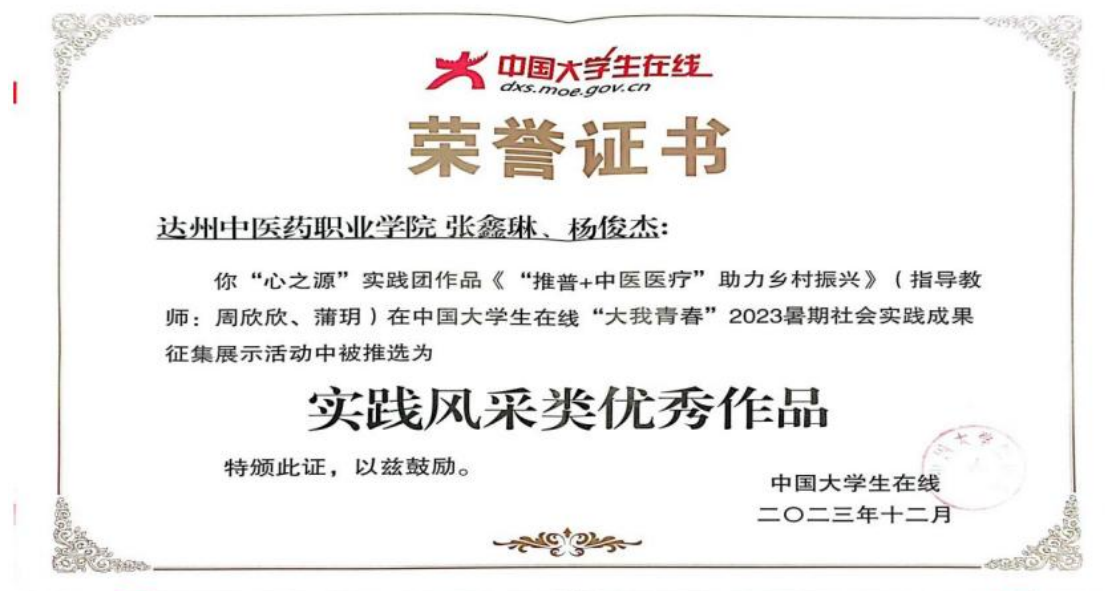 中国大学生在线
dxs.moe.gov.cn
荣誉证书
达州中医药职业学院 张鑫琳、杨俊杰:
你“心之源”实践团作品《“推普+中医医疗”助力乡村振兴》(指导教
师:周欣欣、蒲玥)在中国大学生在线“大我青春”2023暑期社会实践成果
征集展示活动中被推选为
实践风采类优秀作品
特颁此证,以兹鼓励。
中国大学生在线
二〇二三年十二月